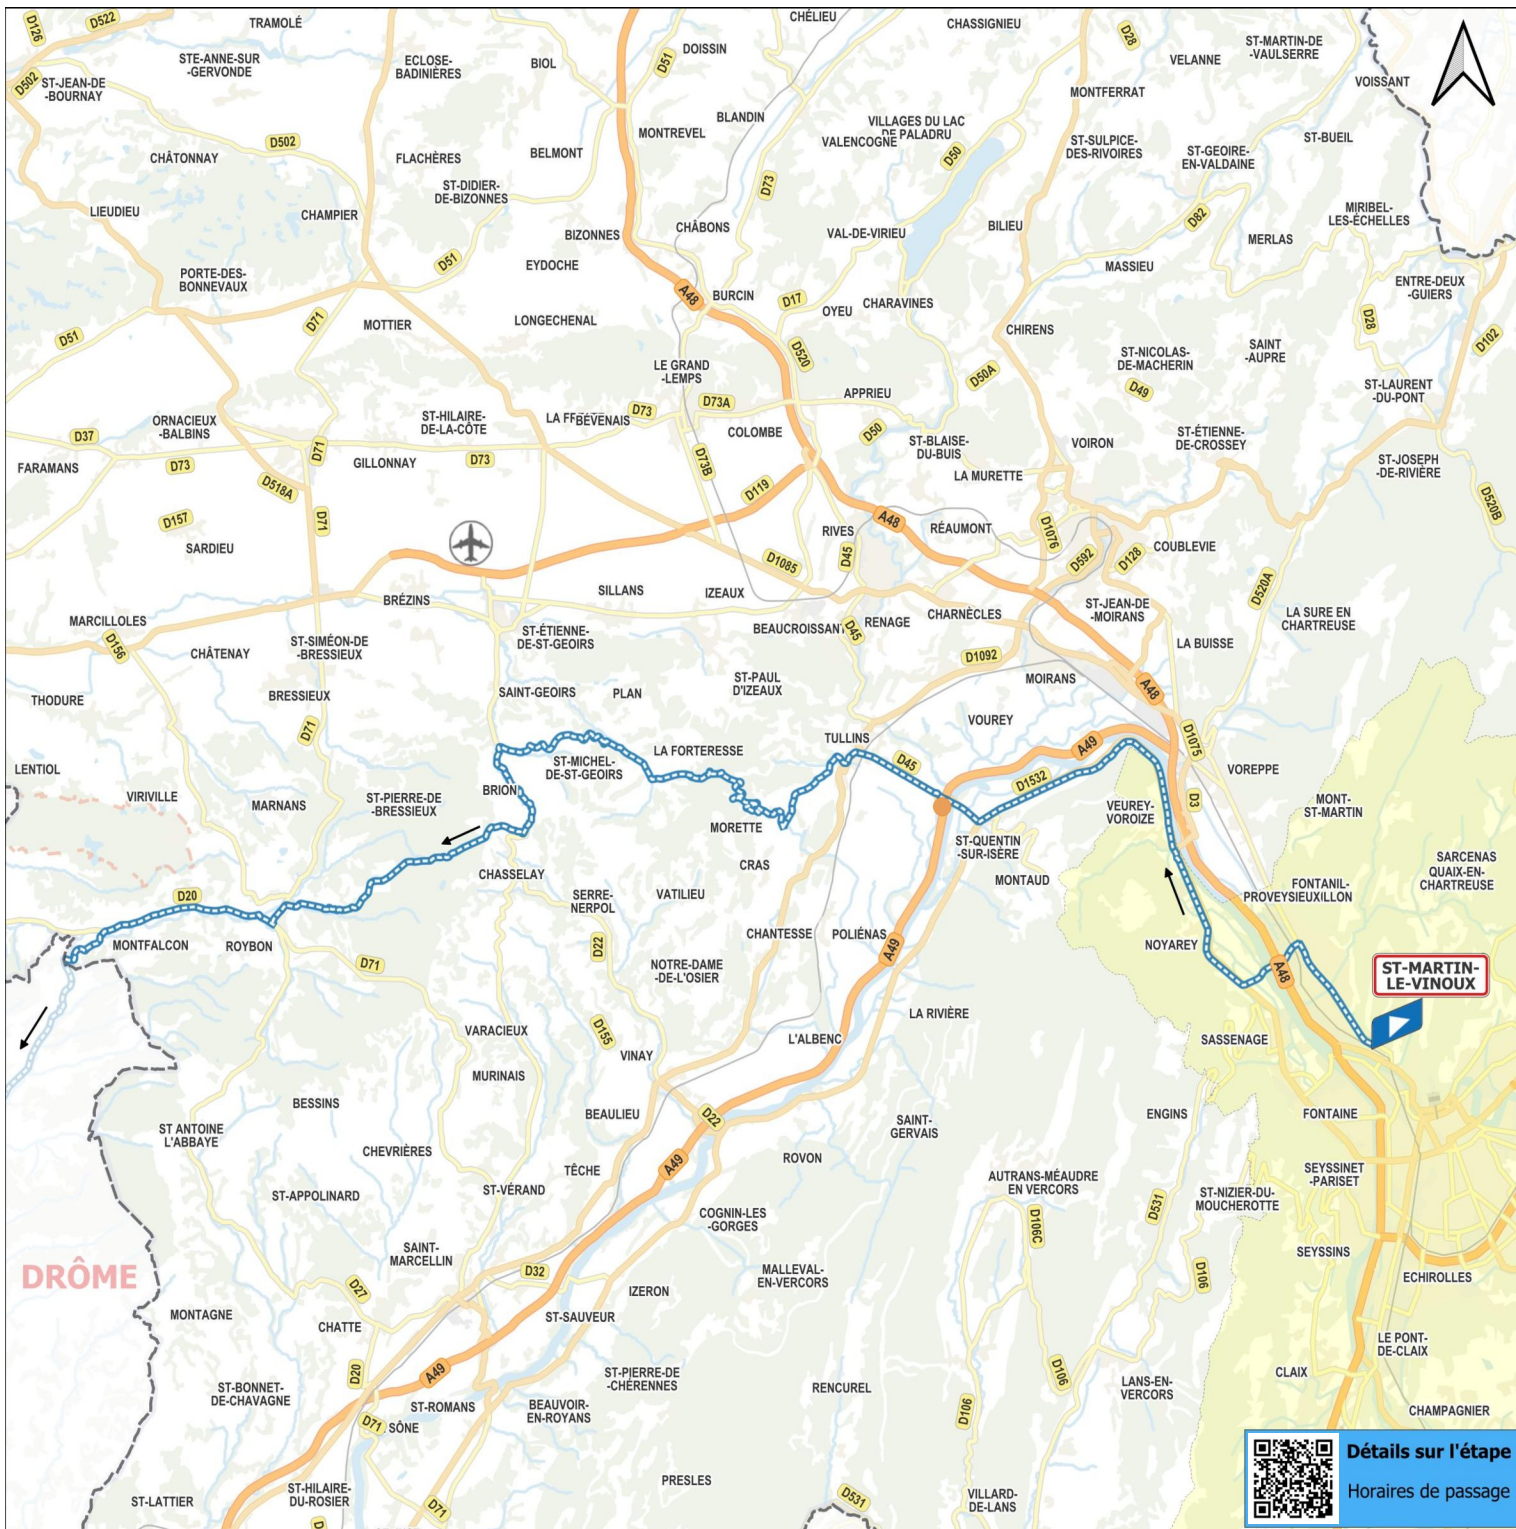 TRAMOLÉ
CHÉLIEU
CHASSIGNIEU
D126
D522
D28
ST-MARTIN-DE
-VAULSERRE
DOISSIN
D51
STE-ANNE-SUR
-GERVONDE
ECLOSE-
BADINIÈRES
BIOL
VELANNE
VOISSANT
D502
ST-JEAN-DE
-BOURNAY
MONTFERRAT
BLANDIN
MONTREVEL
VILLAGES DU LAC
DE PALADRU
VALENCOGNE
ST-SULPICE-
DES-RIVOIRES
ST-BUEIL
D502
CHÂTONNAY
FLACHÈRES
BELMONT
D50
ST-GEOIRE-
EN-VALDAINE
ST-DIDIER-
DE-BIZONNES
D73
LIEUDIEU
CHAMPIER
MIRIBEL-
LES-ÉCHELLES
BIZONNES
CHÂBONS
VAL-DE-VIRIEU
BILIEU
D82
MERLAS
D51
EYDOCHE
MASSIEU
PORTE-DES-
BONNEVAUX
ENTRE-DEUX
-GUIERS
A48
BURCIN
D17
OYEU
CHARAVINES
D71
MOTTIER
LONGECHENAL
CHIRENS
D28
D51
D102
D520
ST-NICOLAS-
DE-MACHERIN
SAINT
-AUPRE
LE GRAND
-LEMPS
D50A
D49
APPRIEU
ST-LAURENT
-DU-PONT
ORNACIEUX
-BALBINS
ST-HILAIRE-
DE-LA-CÔTE
BÉVENAIS
D73
D73A
COLOMBE
D50
D37
D71
ST-BLAISE-
DU-BUIS
VOIRON
ST-ÉTIENNE-
DE-CROSSEY
FARAMANS
D73
GILLONNAY
D73
D73B
LA MURETTE
ST-JOSEPH
-DE-RIVIÈRE
D518A
D119
D520B
D157
D71
SARDIEU
RIVES
A48
RÉAUMONT
D1076
COUBLEVIE
D45
D1085
D592
D128
SILLANS
IZEAUX
D520A
BRÉZINS
CHARNÈCLES
ST-JEAN-DE
-MOIRANS
LA SURE EN
CHARTREUSE
MARCILLOLES
D156
ST-SIMÉON-DE
-BRESSIEUX
ST-ÉTIENNE-
DE-ST-GEOIRS
BEAUCROISSANT
D45
RENAGE
LA BUISSE
CHÂTENAY
D1092
ST-PAUL
D'IZEAUX
MOIRANS
THODURE
BRESSIEUX
SAINT-GEOIRS
PLAN
A48
VOUREY
D71
TULLINS
LA FORTERESSE
A49
D1075
LENTIOL
ST-MICHEL-
DE-ST-GEOIRS
D45
VOREPPE
D1532
VIRIVILLE
MARNANS
ST-PIERRE-DE
-BRESSIEUX
BRION
VEUREY-
VOROIZE
D3
MONT-
ST-MARTIN
MORETTE
ST-QUENTIN
-SUR-ISÈRE
SARCENAS
CRAS
CHASSELAY
MONTAUD
QUAIX-EN-
CHARTREUSE
FONTANIL-
PROVEYSIEUXILLON
SERRE-
NERPOL
VATILIEU
D20
CHANTESSE
POLIÉNAS
MONTFALCON
ROYBON
D22
A49
NOYAREY
D71
NOTRE-DAME
-DE-L'OSIER
A48
ST-MARTIN-
LE-VINOUX
LA RIVIÈRE
VARACIEUX
D155
L'ALBENC
SASSENAGE
VINAY
MURINAIS
BESSINS
BEAULIEU
D22
ENGINS
FONTAINE
ST ANTOINE
L'ABBAYE
SAINT-
GERVAIS
CHEVRIÈRES
TÊCHE
A49
ROVON
AUTRANS-MÉAUDRE
EN VERCORS
SEYSSINET
-PARISET
ST-APPOLINARD
ST-VÉRAND
D531
ST-NIZIER-DU-
MOUCHEROTTE
COGNIN-LES
-GORGES
D106C
SAINT-
MARCELLIN
SEYSSINS
DRÔME
D32
MALLEVAL-
EN-VERCORS
D106
ECHIROLLES
D27
IZERON
MONTAGNE
CHATTE
ST-SAUVEUR
LE PONT-
DE-CLAIX
D20
A49
ST-PIERRE-DE
-CHÉRENNES
D106
CLAIX
ST-BONNET-
DE-CHAVAGNE
RENCUREL
LANS-EN-
VERCORS
ST-ROMANS
BEAUVOIR-
EN-ROYANS
D106
CHAMPAGNIER
D71
SÔNE
Détails sur l'étape
PRESLES
Horaires de passage
ST-HILAIRE-
DU-ROSIER
ST-LATTIER
D71
D531
VILLARD-
DE-LANS